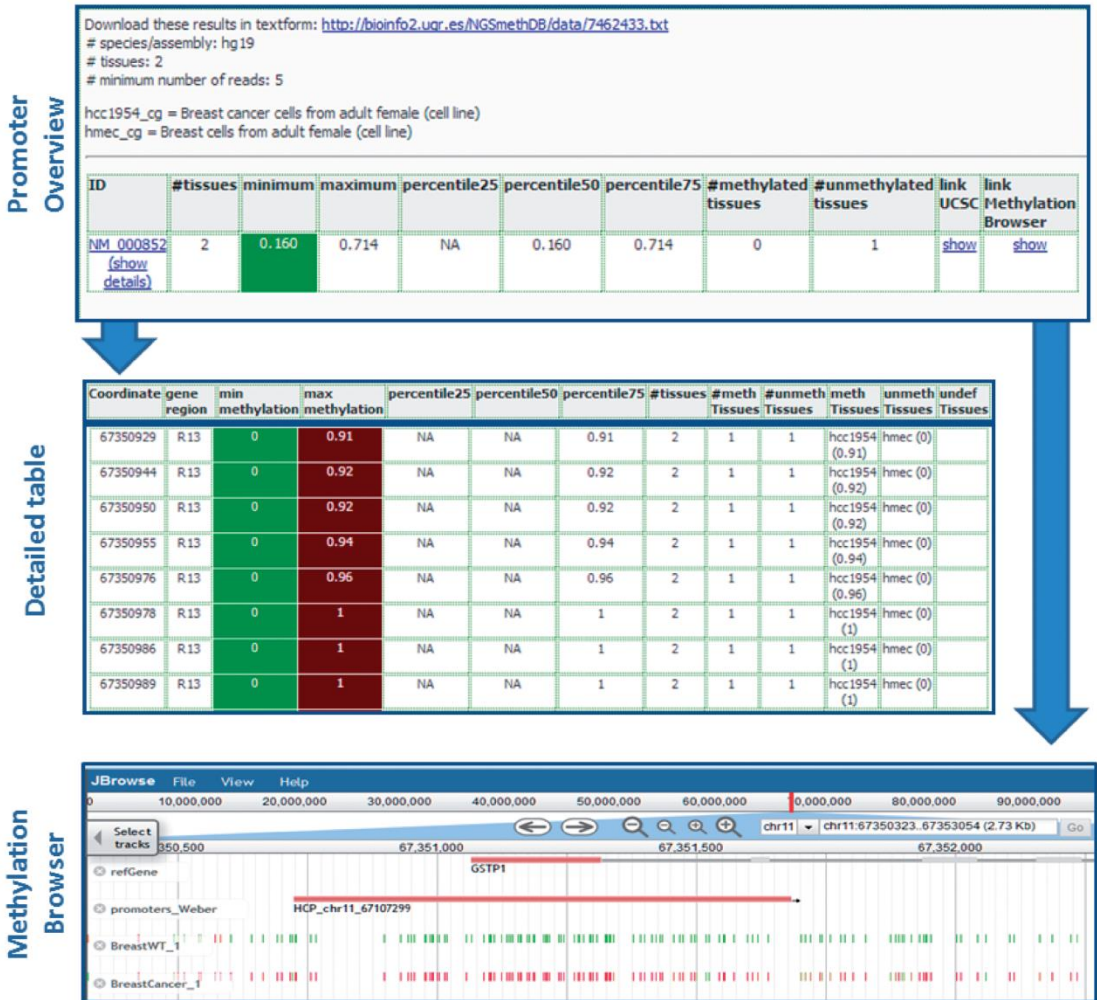 Promoter
Overview
Download these results in textform: http://bioinfo2.ugr.es/NGSmethDB/data/7462433.txt
# species/assembly: hg19
# tissues: 2
# minimum number of reads: 5
hcc1954_cg = Breast cancer cells from adult female (cell line)
hmec_cg = Breast cells from adult female (cell line)
ID #tissues minimum maximum percentile25 percentile50 percentile75 #methylated #unmethylated link link
tissues tissues UCSC Methylation
Browser
NM_000852 2 0.160 0.714 NA 0.160 0.714 0 1 show show
(show
details)
Detailed table
Coordinate gene min max percentile25 percentile50 percentile75 #tissues #meth #unmeth meth unmeth undef
region methylation methylation Tissues Tissues Tissues Tissues Tissues
67350929 R13 0 0.91 NA NA 0.91 2 1 1 hcc1954 hmec (0)
(0.91)
67350944 R13 0 0.92 NA NA 0.92 2 1 1 hcc1954 hmec (0)
(0.92)
67350950 R13 0 0.92 NA NA 0.92 2 1 1 hcc1954 hmec (0)
(0.92)
67350955 R13 0 0.94 NA NA 0.94 2 1 1 hcc1954 hmec (0)
(0.94)
67350976 R13 0 0.96 NA NA 0.96 2 1 1 hcc1954 hmec (0)
(0.96)
67350978 R13 0 1 NA NA 1 2 1 1 hcc1954 hmec (0)
(1)
67350986 R13 0 1 NA NA 1 2 1 1 hcc1954 hmec (0)
(1)
67350989 R13 0 1 NA NA 1 2 1 1 hcc1954 hmec (0)
(1)
Methylation
Browser
JBrowse File View Help
0 10,000,000 20,000,000 30,000,000 40,000,000 50,000,000 60,000,000 0,000,000 80,000,000 90,000,000
Select
tracks
chr11 chr11:67350323..67353054 (2.73 Kb) Go
350,500 67,351,000 67,351,500 67,352,000
refGene
GSTP1
promoters_Weber
HCP_chr11_67107299
BreastWT_1
BreastCancer_1